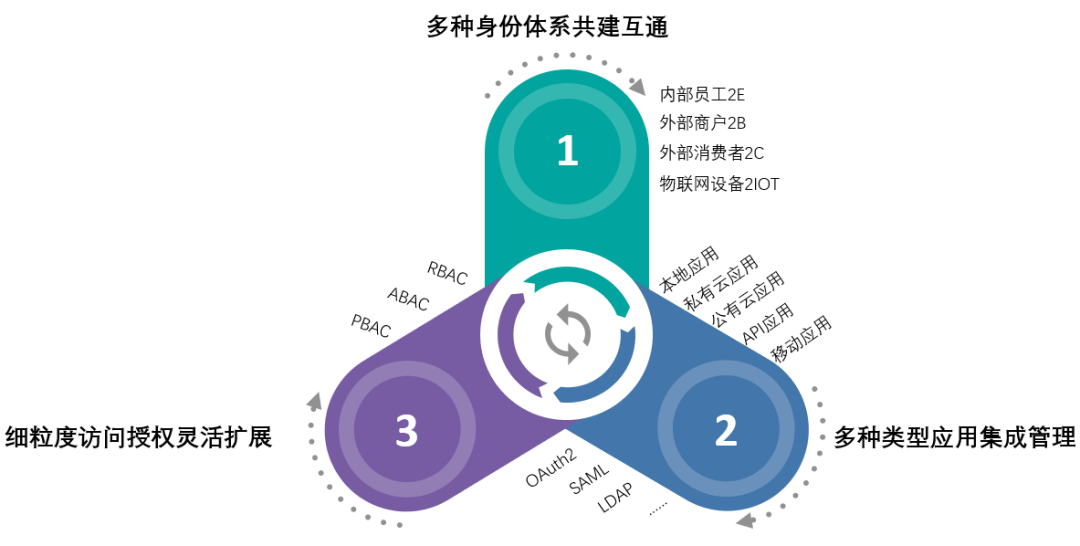 多种身份体系共建互通
1
内部员工2E
外部商户2B
外部消费者2C
物联网设备2IOT
本地应用
私有云应用
公有云应用
API应用
移动应用
2
多种类型应用集成管理
OAuth2
SAML
LDAP
......
RBAC
ABAC
PBAC
3
细粒度访问授权灵活扩展